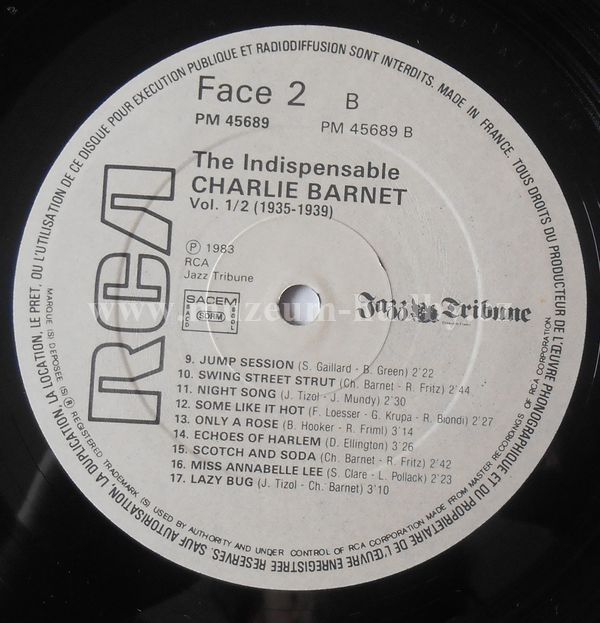 MADE IN FRANCE. TOUS DROITS DU PRODUCTEUR DE L'ŒUVRE PHONOGRAPHIQUE ET DU PROPRIETAIRE DE L'ŒUVRE ENREGISTREE RESERVES. SAUF AUTORISATION, LA DUPLICATION, LA LOCATION, LE PRET, OU L'UTILISATION DE CE DISQUE POUR EXECUTION PUBLIQUE ET RADIODIFFUSION SONT INTERDITS.
Face 2 B
PM 45689 PM 45689 B
The Indispensable
CHARLIE BARNET
Vol. 1/2 (1935-1939)
RCA
Ⓟ 1983
RCA
Jazz Tribune
SACEM
SDRM
Jazz Tribune
9. JUMP SESSION (S. Gaillard - B. Green) 2'22
10. SWING STREET STRUT (Ch. Barnet - R. Fritz) 2'44
11. NIGHT SONG (J. Tizol - J. Mundy) 2'30
12. SOME LIKE IT HOT (F. Loesser - G. Krupa - R. Biondi) 2'27
13. ONLY A ROSE (B. Hooker - R. Friml) 3'14
14. ECHOES OF HARLEM (D. Ellington) 3'26
15. SCOTCH AND SODA (Ch. Barnet - R. Fritz) 2'42
16. MISS ANNABELLE LEE (S. Clare - L. Pollack) 2'23
17. LAZY BUG (J. Tizol - Ch. Barnet) 3'10
MARQUE (S) DEPOSEE (S) ® REGISTERED TRADEMARK (S) USED BY AUTHORITY AND UNDER CONTROL OF RCA CORPORATION MADE FROM MASTER RECORDINGS OF RCA CORPORATION.